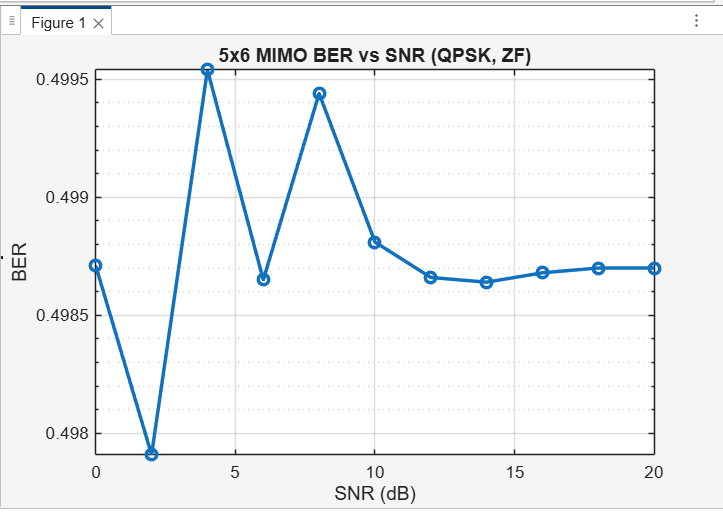 Figure 1
5x6 MIMO BER vs SNR (QPSK, ZF)
0.4995
0.499
0.4985
0.498
BER
0 5 10 15 20
SNR (dB)